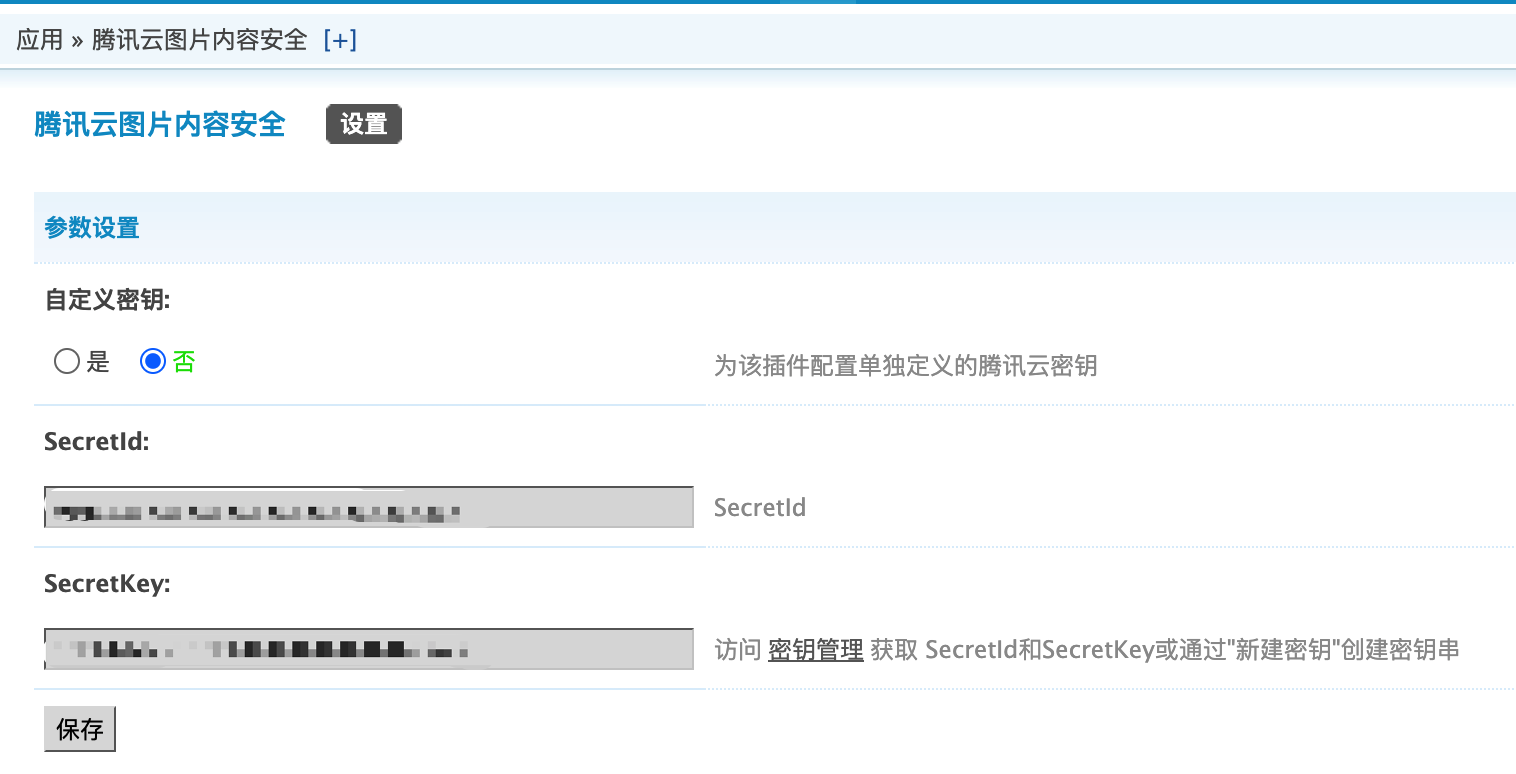 应用 » 腾讯云图片内容安全 [+]
腾讯云图片内容安全 设置
参数设置
自定义密钥:
是 否 为该插件配置单独定义的腾讯云密钥
SecretId:
SecretId
SecretKey:
访问 密钥管理 获取 SecretId和SecretKey或通过"新建密钥"创建密钥串
保存